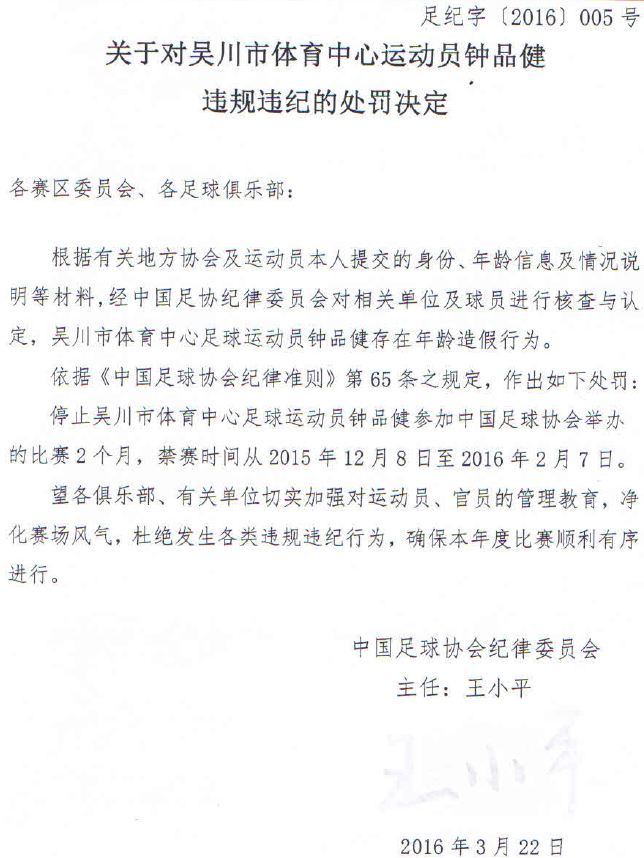 足纪字〔2016〕005号
关于对吴川市体育中心运动员钟品健
违规违纪的处罚决定
各赛区委员会、各足球俱乐部：
根据有关地方协会及运动员本人提交的身份、年龄信息及情况说
明等材料,经中国足协纪律委员会对相关单位及球员进行核查与认
定，吴川市体育中心足球运动员钟品健存在年龄造假行为。
依据《中国足球协会纪律准则》第65条之规定，作出如下处罚：
停止吴川市体育中心足球运动员钟品健参加中国足球协会举办
的比赛2个月，禁赛时间从2015年12月8日至2016年2月7日。
望各俱乐部、有关单位切实加强对运动员、官员的管理教育，净
化赛场风气，杜绝发生各类违规违纪行为，确保本年度比赛顺利有序
进行。
中国足球协会纪律委员会
主任：王小平
王小平
2016年3月22日